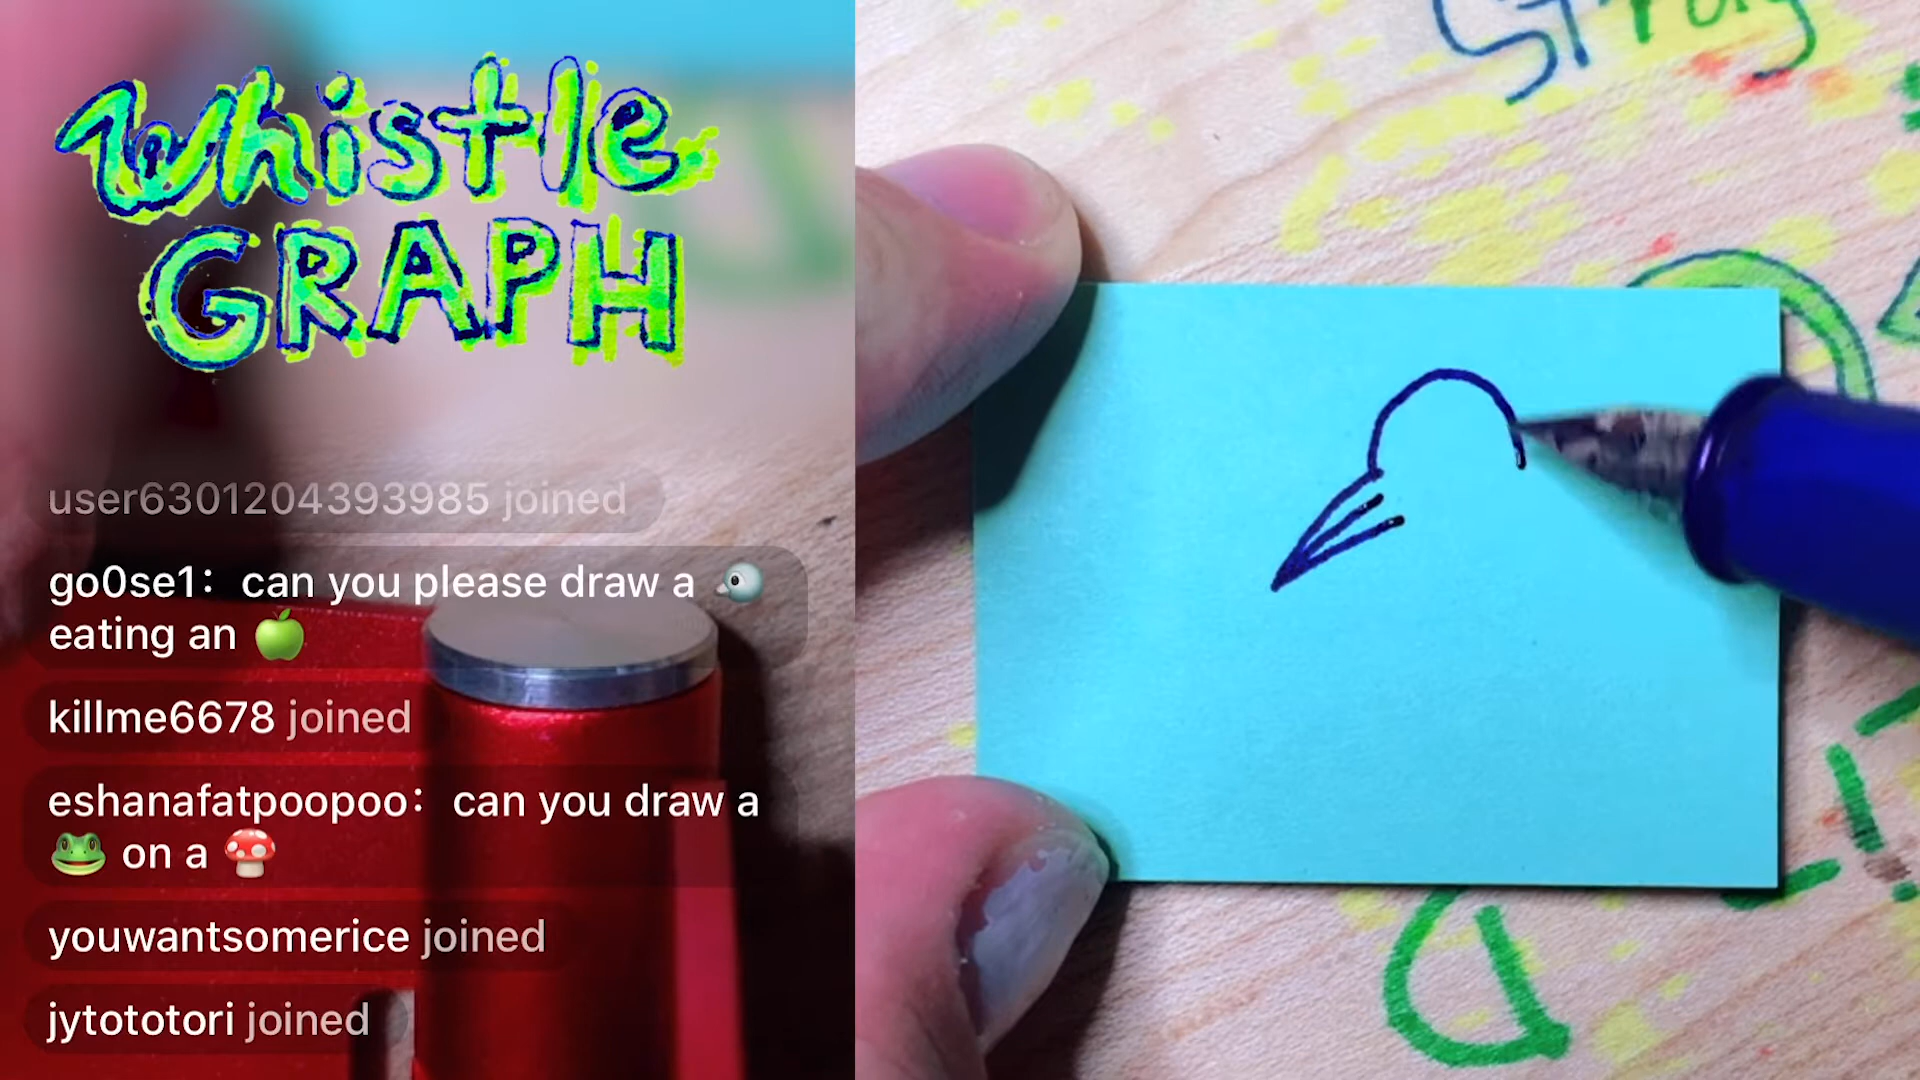 Whistle
GRAPH
user6301204393985 joined
go0se1: can you please draw a 🐦
eating an 🍏
killme6678 joined
eshanafatpoopoo: can you draw a
🐸 on a 🍄
youwantsomerice joined
jytototori joined